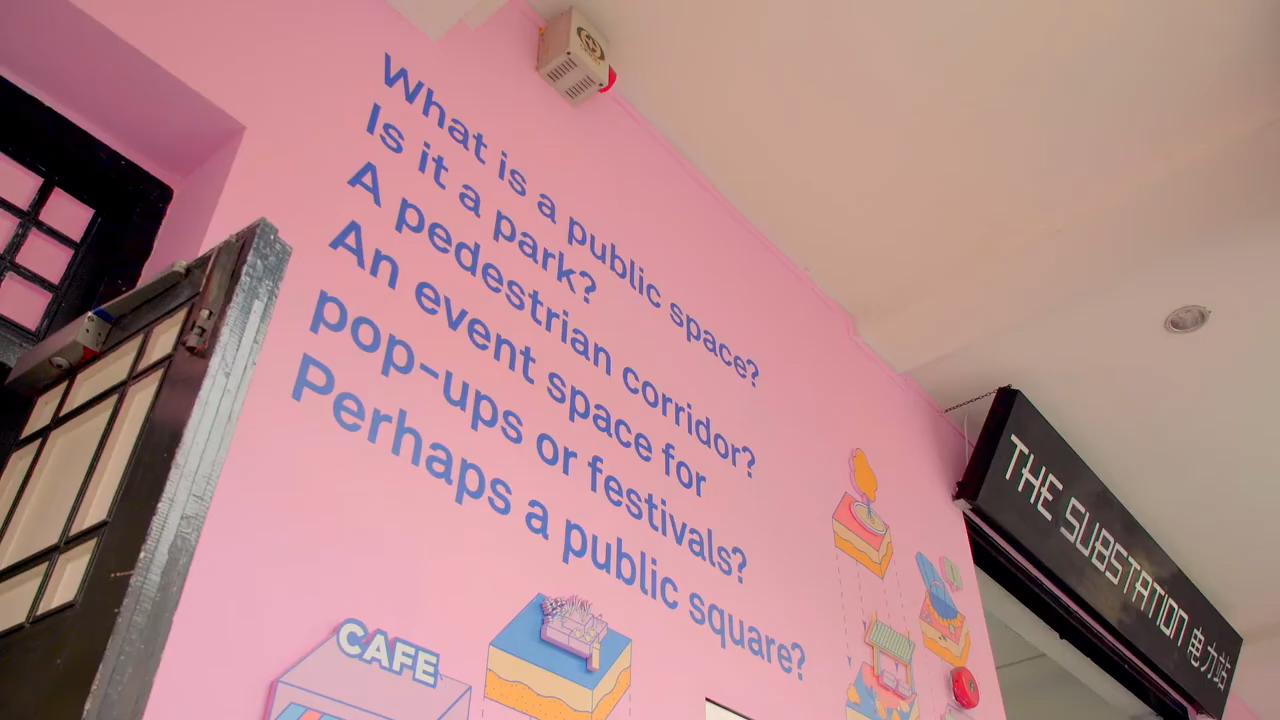 What is a public space?
Is it a park?
A pedestrian corridor?
An event space for
pop-ups or festivals?
Perhaps a public square?
CAFE
THE SUBSTATION 电力站